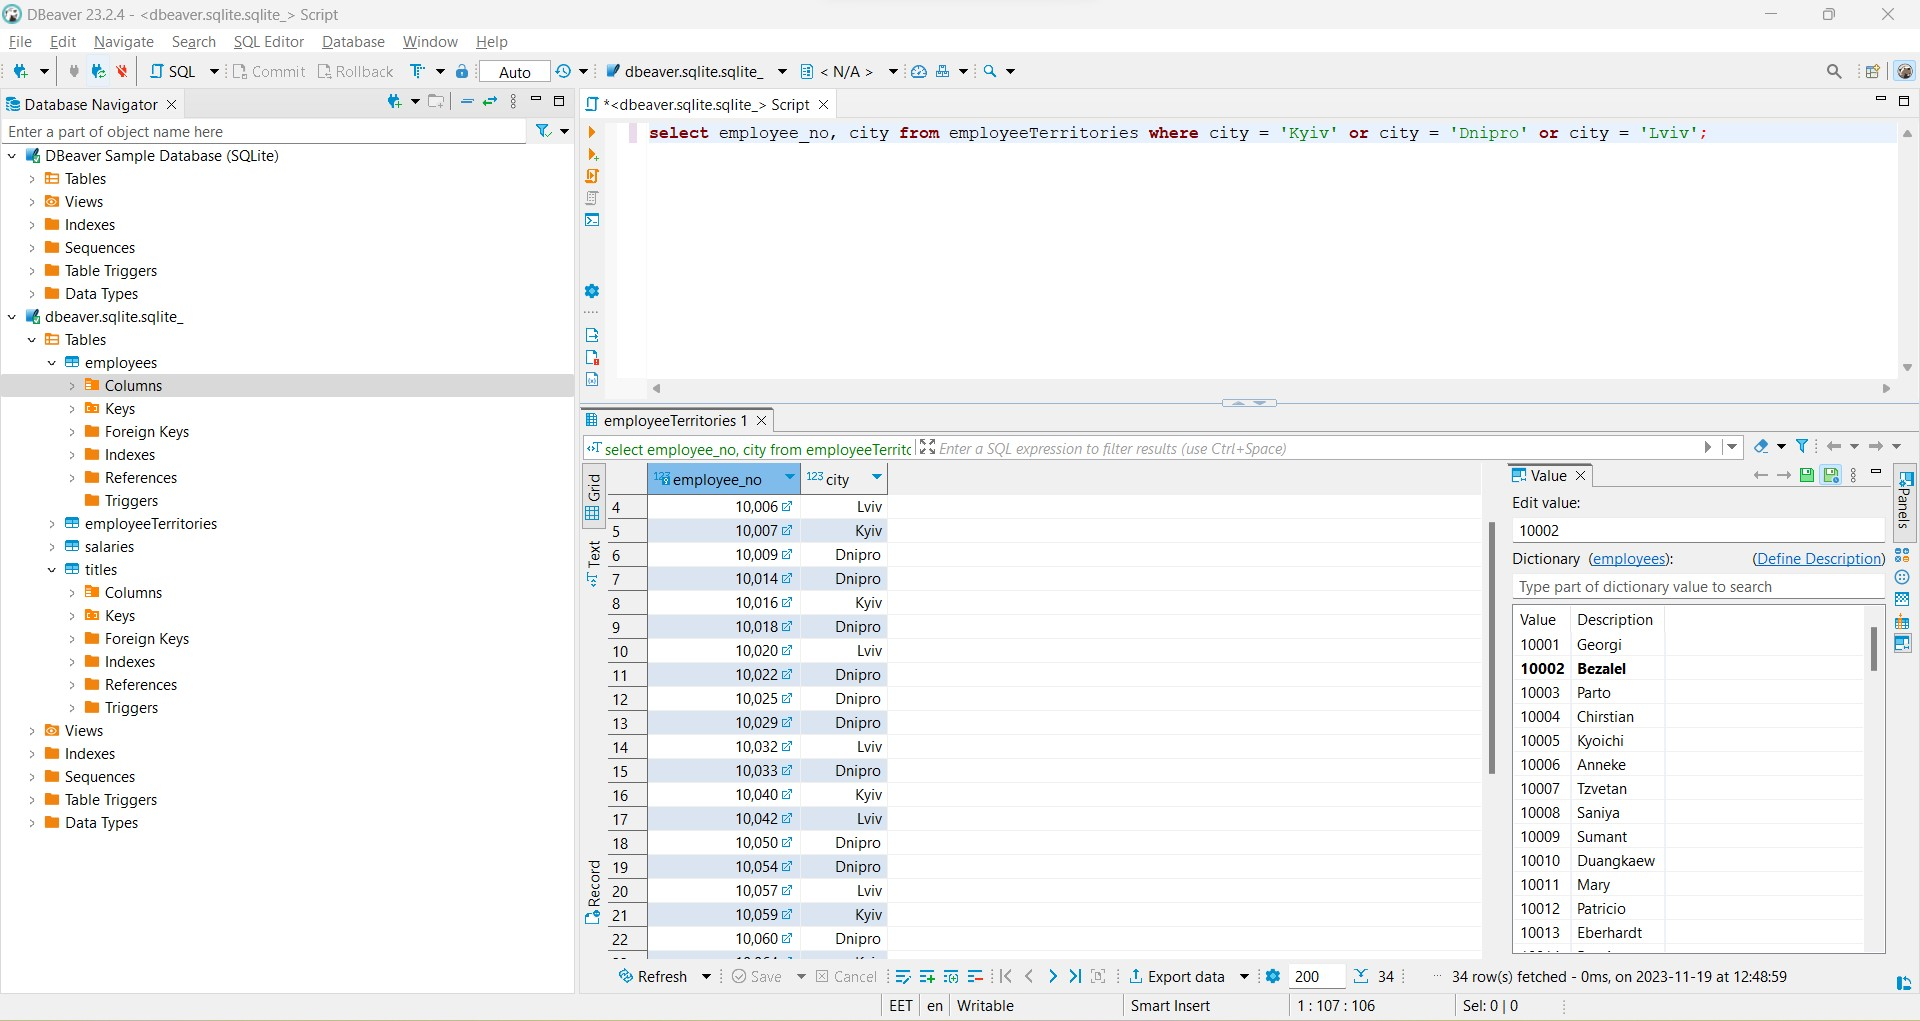 DBeaver 23.2.4 - <dbeaver.sqlite.sqlite_> Script
File Edit Navigate Search SQL Editor Database Window Help
SQL Commit Rollback Auto dbeaver.sqlite.sqlite_ < N/A >
Database Navigator
Enter a part of object name here
DBeaver Sample Database (SQLite)
Tables
Views
Indexes
Sequences
Table Triggers
Data Types
dbeaver.sqlite.sqlite_
Tables
employees
Columns
Keys
Foreign Keys
Indexes
References
Triggers
employeeTerritories
salaries
titles
Columns
Keys
Foreign Keys
Indexes
References
Triggers
Views
Indexes
Sequences
Table Triggers
Data Types
*<dbeaver.sqlite.sqlite_> Script
select employee_no, city from employeeTerritories where city = 'Kyiv' or city = 'Dnipro' or city = 'Lviv';
employeeTerritories 1
select employee_no, city from employeeTerritc Enter a SQL expression to filter results (use Ctrl+Space)
Grid
Text
Record
123 employee_no 123 city
4 10,006 Lviv
5 10,007 Kyiv
6 10,009 Dnipro
7 10,014 Dnipro
8 10,016 Kyiv
9 10,018 Dnipro
10 10,020 Lviv
11 10,022 Dnipro
12 10,025 Dnipro
13 10,029 Dnipro
14 10,032 Lviv
15 10,033 Dnipro
16 10,040 Kyiv
17 10,042 Lviv
18 10,050 Dnipro
19 10,054 Dnipro
20 10,057 Lviv
21 10,059 Kyiv
22 10,060 Dnipro
Value
Edit value:
10002
Dictionary (employees): (Define Description)
Type part of dictionary value to search
Value Description
10001 Georgi
10002 Bezalel
10003 Parto
10004 Chirstian
10005 Kyoichi
10006 Anneke
10007 Tzvetan
10008 Saniya
10009 Sumant
10010 Duangkaew
10011 Mary
10012 Patricio
10013 Eberhardt
Panels
Refresh Save Cancel Export data 200 34 34 row(s) fetched - 0ms, on 2023-11-19 at 12:48:59
EET en Writable Smart Insert 1 : 107 : 106 Sel: 0 | 0